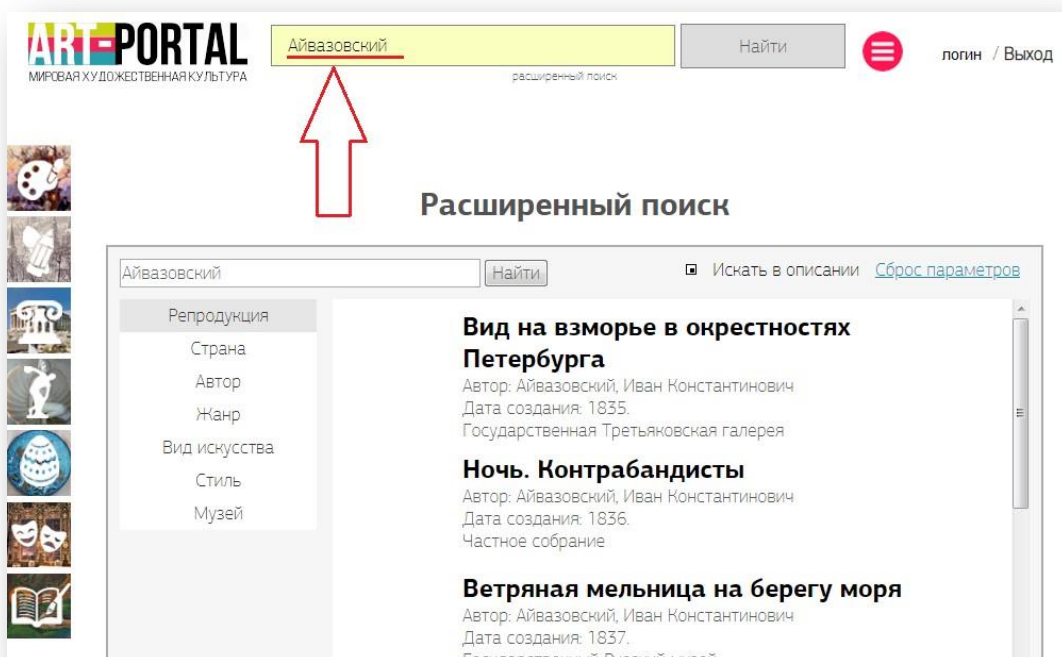 ART-PORTAL
МИРОВАЯ ХУДОЖЕСТВЕННАЯ КУЛЬТУРА
Айвазовский
Найти
расширенный поиск
логин / Выход
Расширенный поиск
Айвазовский
Найти
Искать в описании Сброс параметров
Репродукция
Страна
Автор
Жанр
Вид искусства
Стиль
Музей
Вид на взморье в окрестностях
Петербурга
Автор: Айвазовский, Иван Константинович
Дата создания: 1835.
Государственная Третьяковская галерея
Ночь. Контрабандисты
Автор: Айвазовский, Иван Константинович
Дата создания: 1836.
Частное собрание
Ветряная мельница на берегу моря
Автор: Айвазовский, Иван Константинович
Дата создания: 1837.
Государственный Русский музей